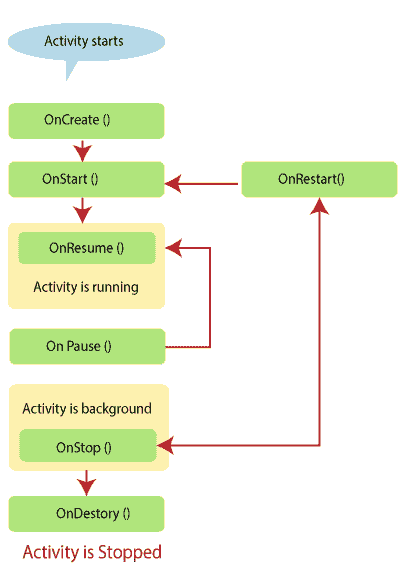 Activity starts
OnCreate ()
OnStart ()
OnRestart()
OnResume ()
Activity is running
On Pause ()
Activity is background
OnStop ()
OnDestory ()
Activity is Stopped